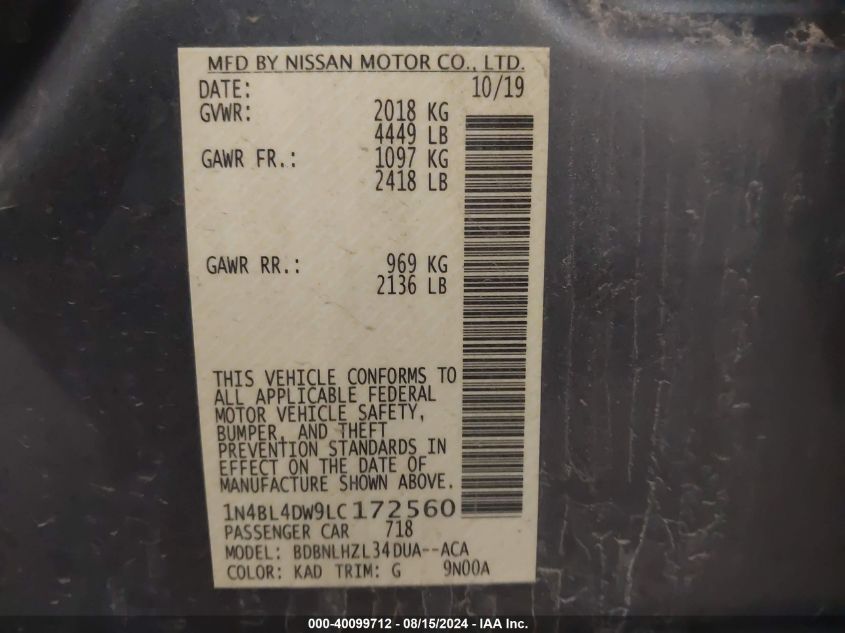 MFD BY NISSAN MOTOR CO., LTD.
DATE: 10/19
GVWR: 2018 KG
4449 LB
GAWR FR.: 1097 KG
2418 LB
GAWR RR.: 969 KG
2136 LB
THIS VEHICLE CONFORMS TO
ALL APPLICABLE FEDERAL
MOTOR VEHICLE SAFETY,
BUMPER, AND THEFT
PREVENTION STANDARDS IN
EFFECT ON THE DATE OF
MANUFACTURE SHOWN ABOVE.
1N4BL4DW9LC172560
PASSENGER CAR 718
MODEL: BDBNLHZL34DUA--ACA
COLOR: KAD TRIM: G 9N00A
000-40099712 - 08/15/2024 - IAA Inc.